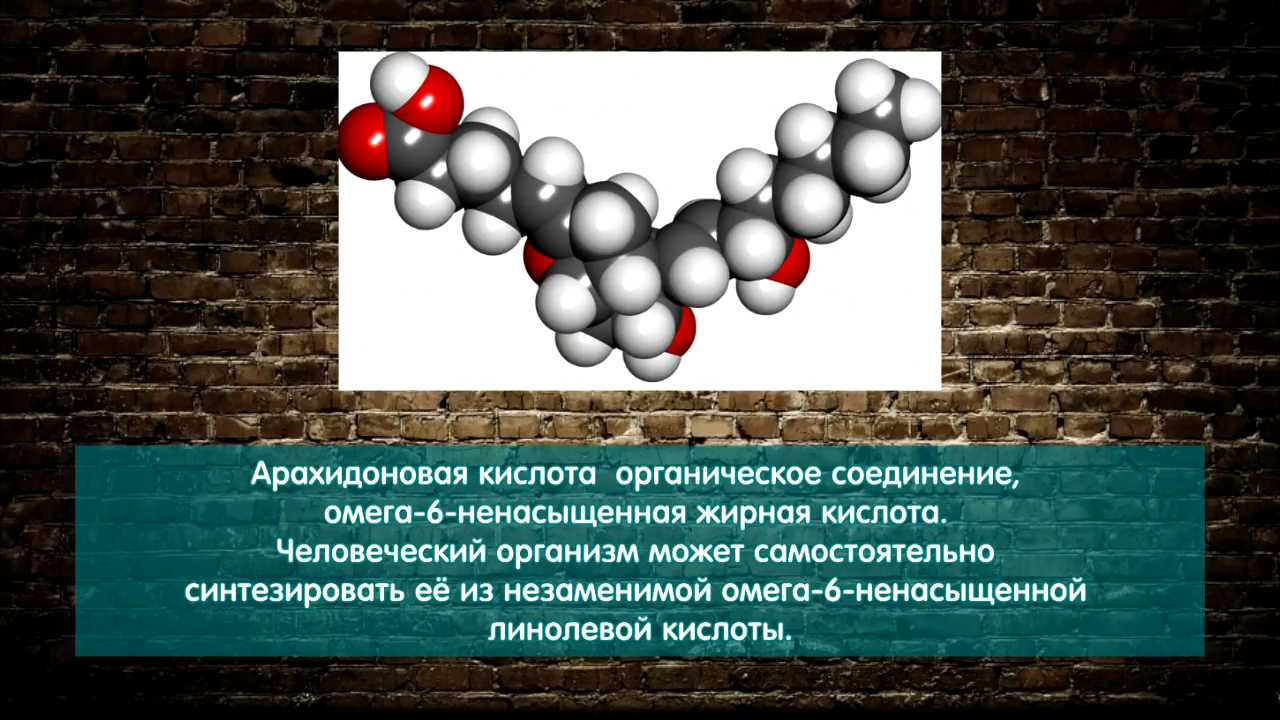 Арахидоновая кислота  органическое соединение,
омега-6-ненасыщенная жирная кислота.
Человеческий организм может самостоятельно
синтезировать её из незаменимой омега-6-ненасыщенной
линолевой кислоты.